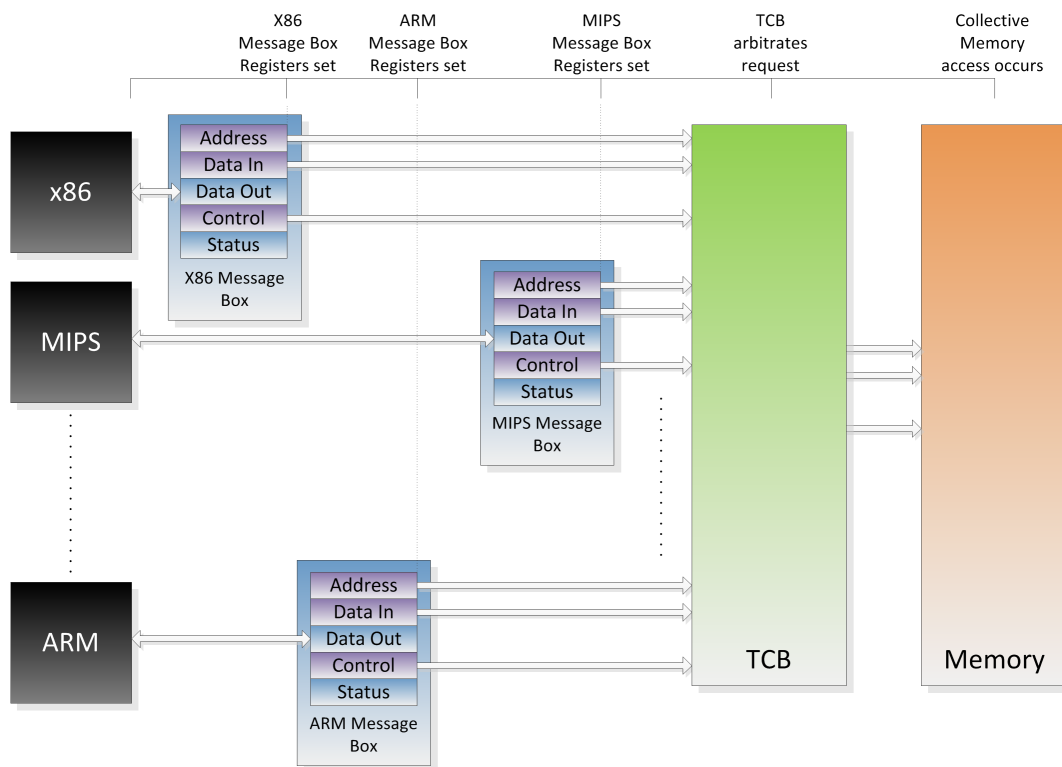 X86
Message Box
Registers set
ARM
Message Box
Registers set
MIPS
Message Box
Registers set
TCB
arbitrates
request
Collective
Memory
access occurs
x86
Address
Data In
Data Out
Control
Status
X86 Message
Box
MIPS
Address
Data In
Data Out
Control
Status
MIPS Message
Box
ARM
Address
Data In
Data Out
Control
Status
ARM Message
Box
TCB
Memory